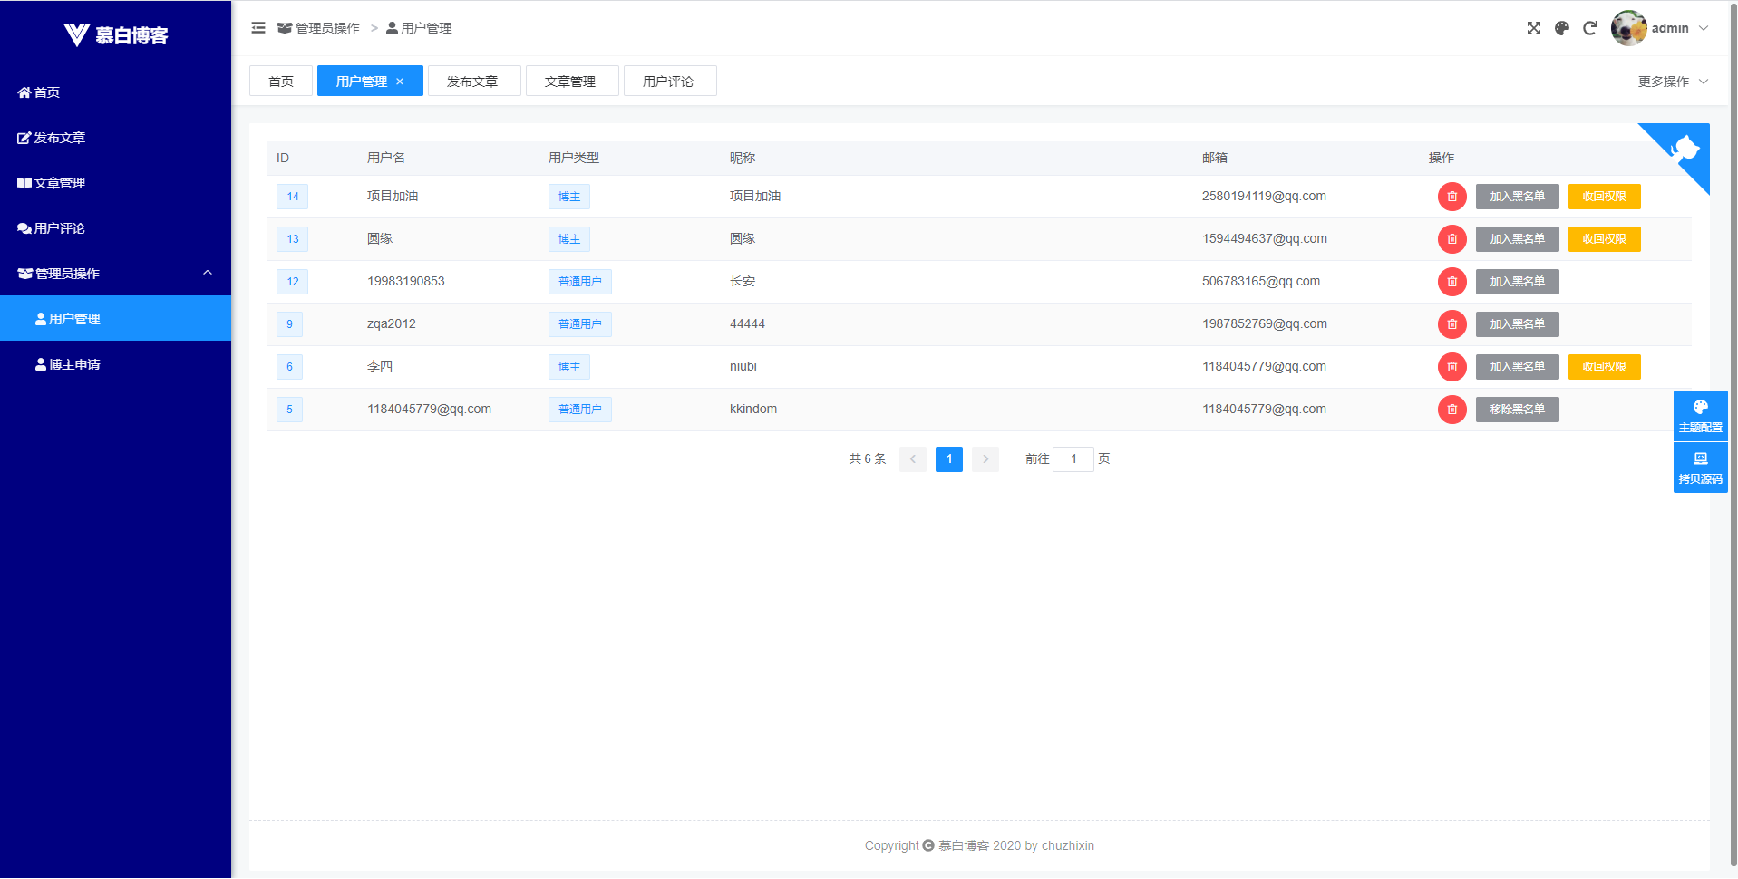 慕白博客
首页
发布文章
文章管理
用户评论
管理员操作
用户管理
博主申请
管理员操作 > 用户管理
admin
首页 用户管理 × 发布文章 文章管理 用户评论
更多操作
ID 用户名 用户类型 昵称 邮箱 操作
14 项目加油 博主 项目加油 2580194119@qq.com 加入黑名单 收回权限
13 圆缘 博主 圆缘 1594494637@qq.com 加入黑名单 收回权限
12 19983190853 普通用户 长安 506783165@qq.com 加入黑名单
9 zqa2012 普通用户 44444 1987852769@qq.com 加入黑名单
6 李四 博主 niubi 1184045779@qq.com 加入黑名单 收回权限
5 1184045779@qq.com 普通用户 kkindom 1184045779@qq.com 移除黑名单
共 6 条 < 1 > 前往 1 页
主题配置
拷贝源码
Copyright © 慕白博客 2020 by chuzhixin